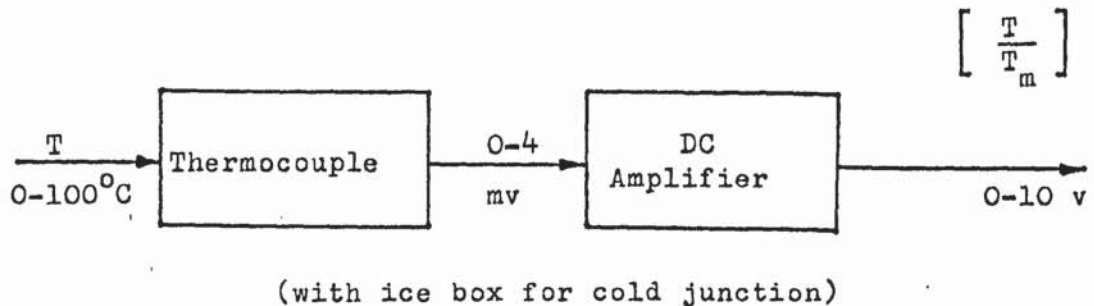 [ T / T_m ]
T
0-100°C
Thermocouple
0-4
mv
DC
Amplifier
0-10 v
(with ice box for cold junction)